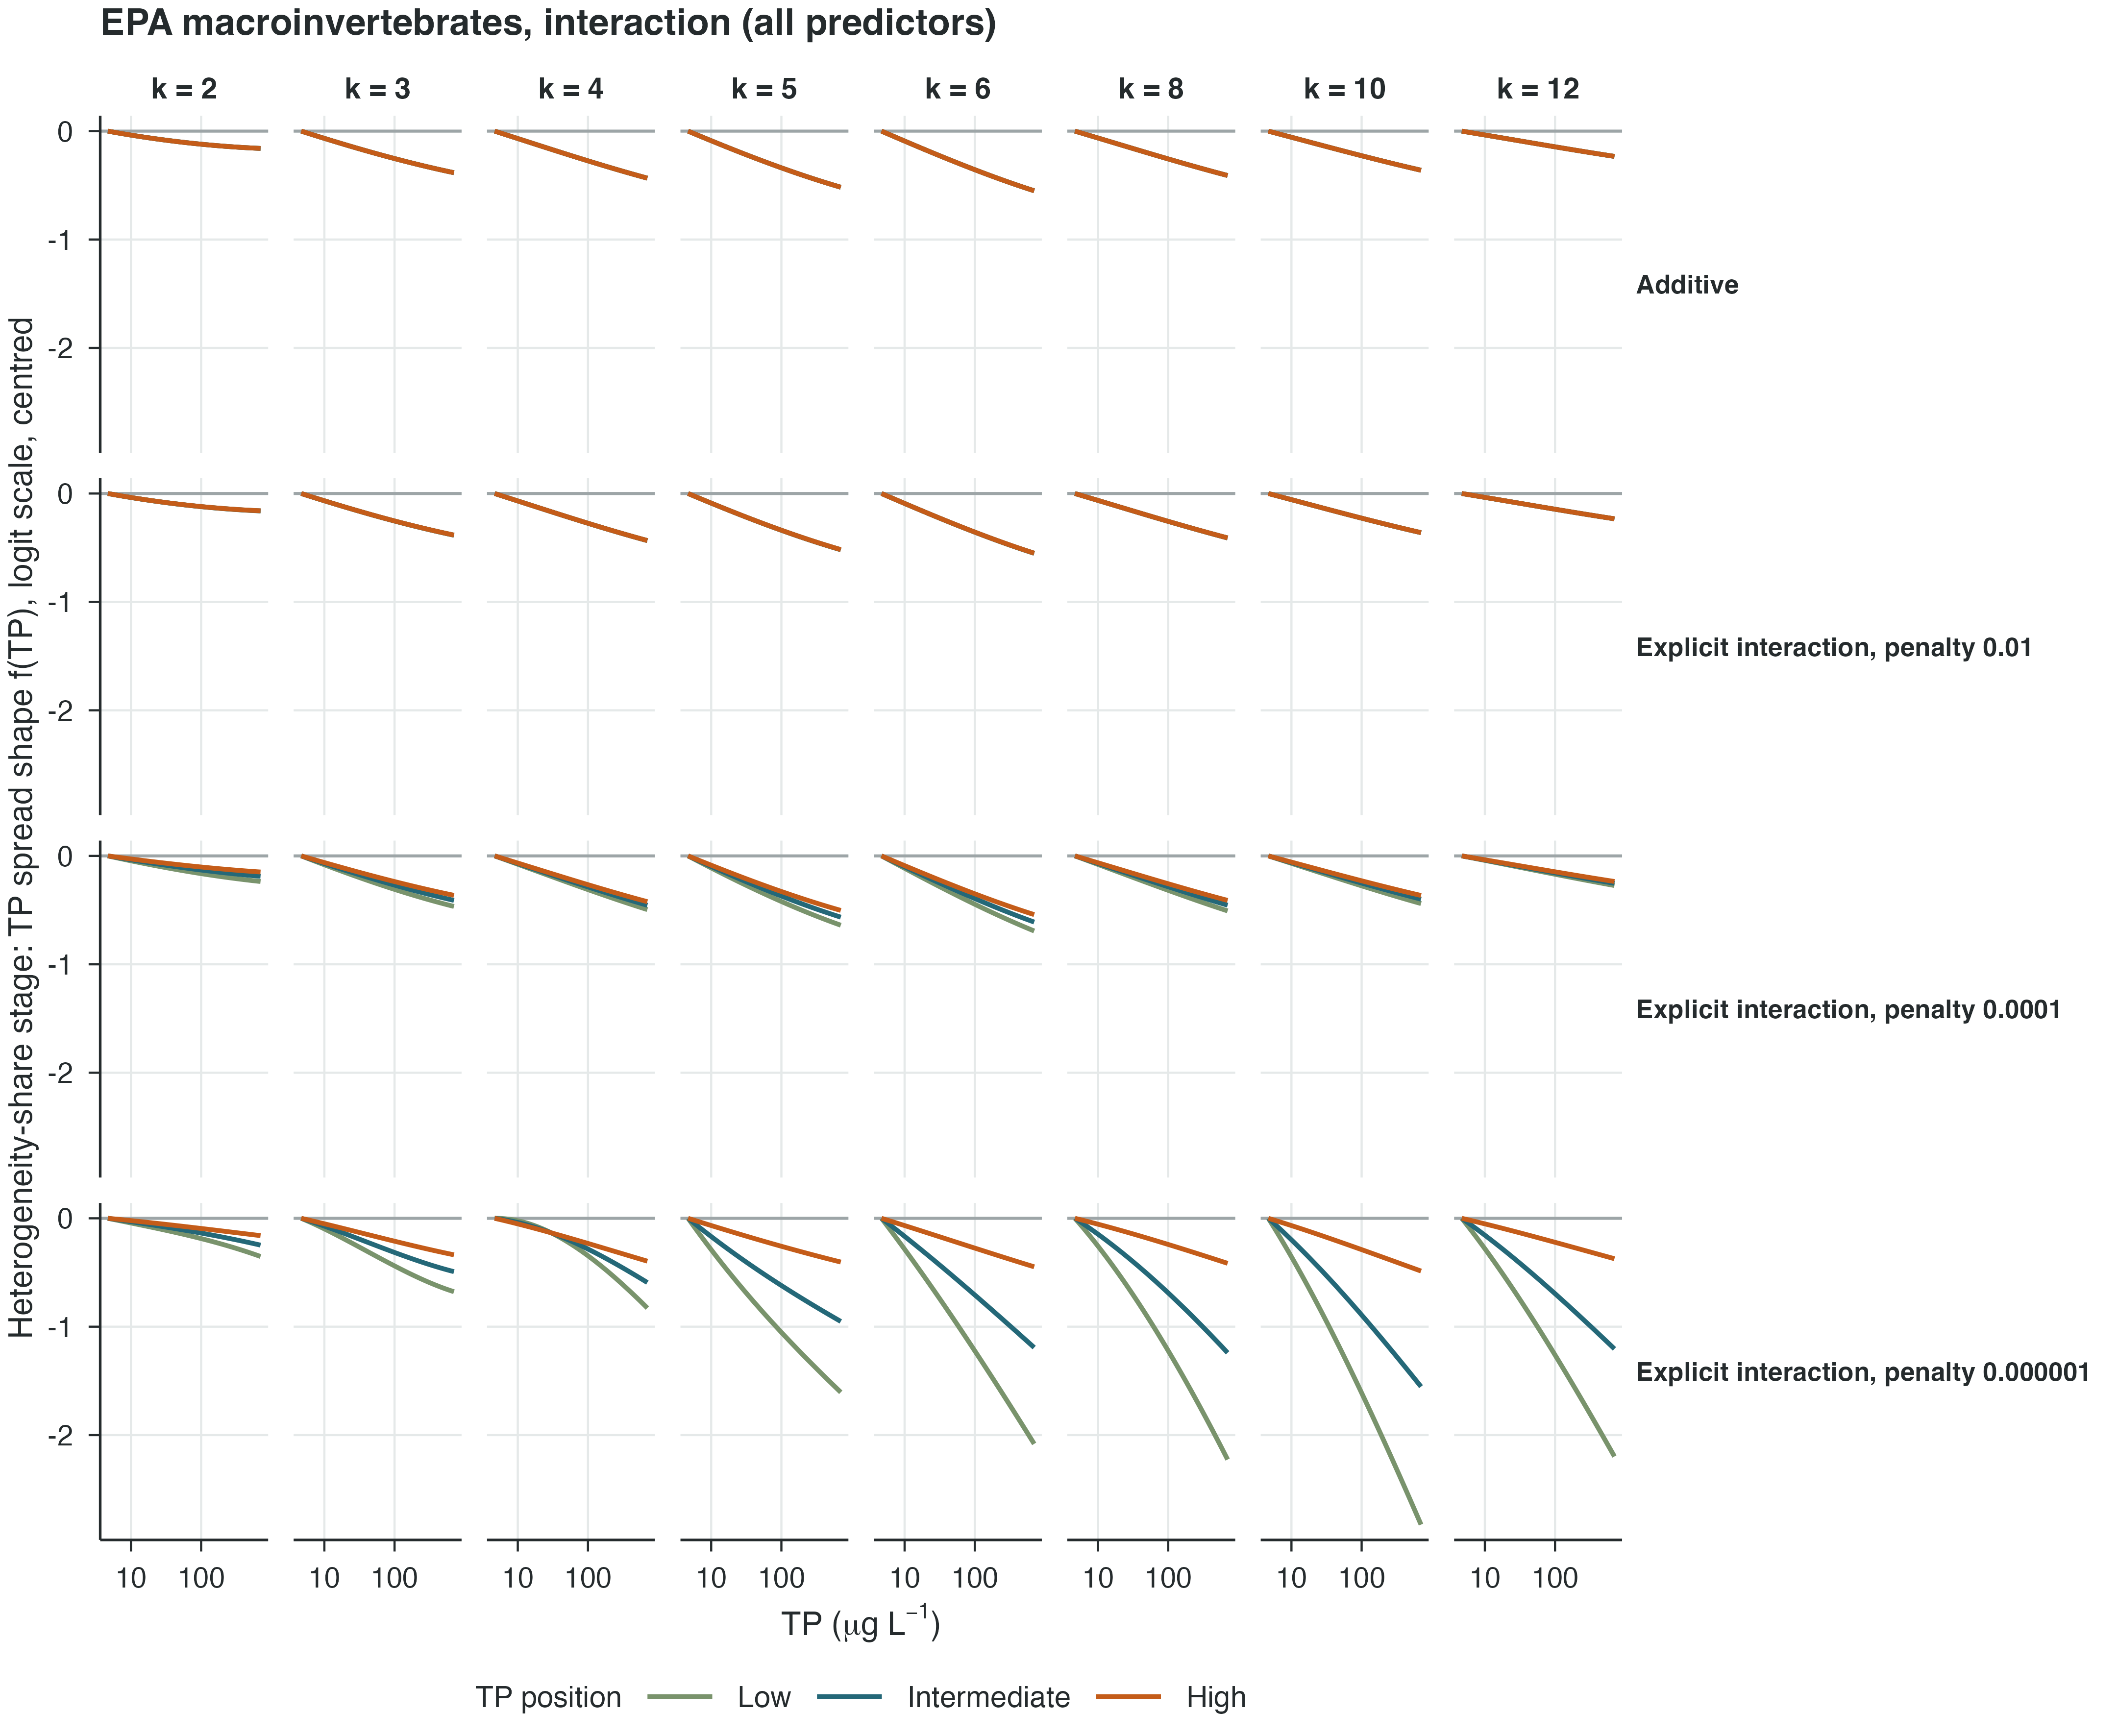 EPA macroinvertebrates, interaction (all predictors)
k = 2 k = 3 k = 4 k = 5 k = 6 k = 8 k = 10 k = 12
Heterogeneity-share stage: TP spread shape f(TP), logit scale, centred
0
-1
-2
Additive
0
-1
-2
Explicit interaction, penalty 0.01
0
-1
-2
Explicit interaction, penalty 0.0001
0
-1
-2
Explicit interaction, penalty 0.000001
10 100 10 100 10 100 10 100 10 100 10 100 10 100 10 100
TP (μg L⁻¹)
TP position Low Intermediate High